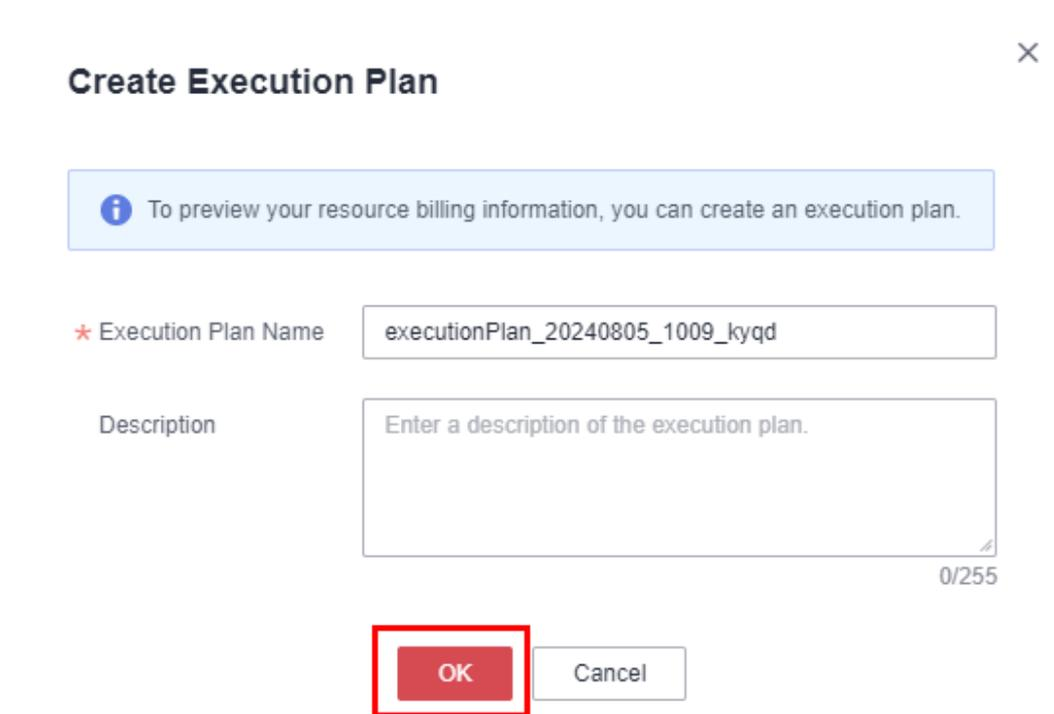 Create Execution Plan
To preview your resource billing information, you can create an execution plan.
* Execution Plan Name executionPlan_20240805_1009_kyqd
Description Enter a description of the execution plan.
0/255
OK Cancel